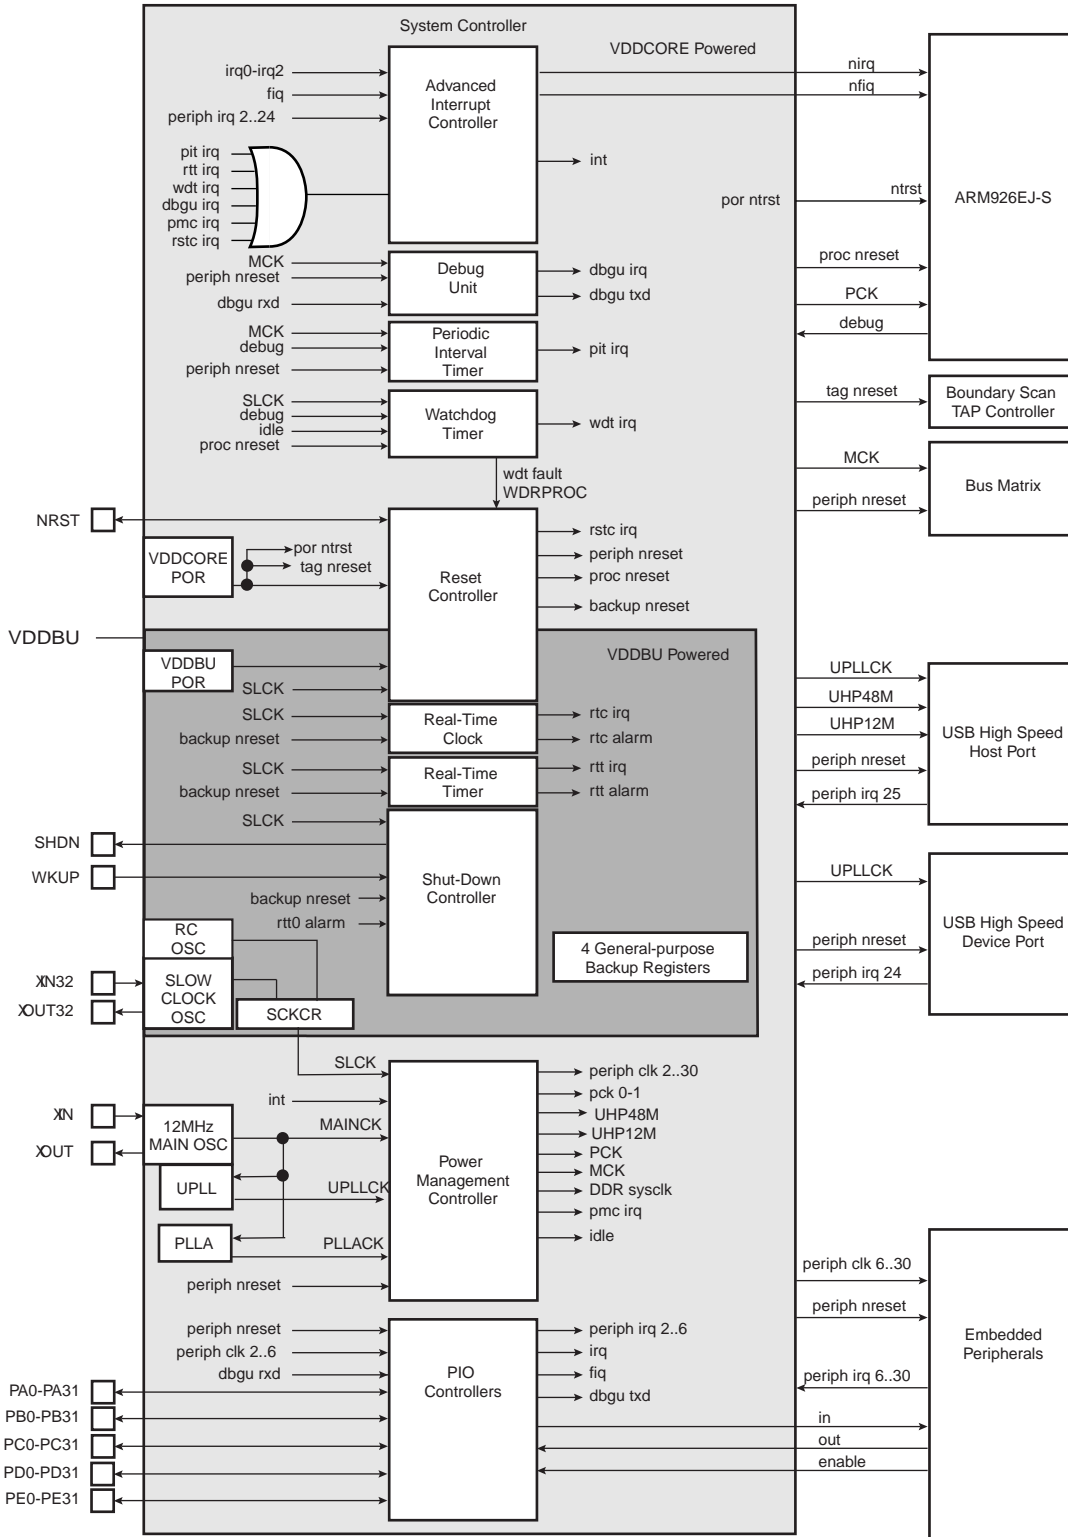 System Controller
VDDCORE Powered
irq0-irq2
fiq
periph irq 2..24
Advanced
Interrupt
Controller
nirq
nfiq
int
pit irq
rtt irq
wdt irq
dbgu irq
pmc irq
rstc irq
por ntrst
ntrst
ARM926EJ-S
MCK
periph nreset
dbgu rxd
Debug
Unit
dbgu irq
dbgu txd
proc nreset
PCK
debug
MCK
debug
periph nreset
Periodic
Interval
Timer
pit irq
SLCK
debug
idle
proc nreset
Watchdog
Timer
wdt irq
tag nreset
Boundary Scan
TAP Controller
wdt fault
WDRPROC
MCK
periph nreset
Bus Matrix
NRST
VDDCORE
POR
por ntrst
tag nreset
Reset
Controller
rstc irq
periph nreset
proc nreset
backup nreset
VDDBU
VDDBU
POR
SLCK
VDDBU Powered
SLCK
backup nreset
Real-Time
Clock
rtc irq
rtc alarm
SLCK
backup nreset
Real-Time
Timer
rtt irq
rtt alarm
UPLLCK
UHP48M
UHP12M
periph nreset
periph irq 25
USB High Speed
Host Port
SLCK
SHDN
WKUP
backup nreset
rtt0 alarm
Shut-Down
Controller
4 General-purpose
Backup Registers
UPLLCK
periph nreset
periph irq 24
USB High Speed
Device Port
RC
OSC
XIN32
XOUT32
SLOW
CLOCK
OSC
SCKCR
SLCK
int
XIN
XOUT
12MHz
MAIN OSC
MAINCK
UPLL
UPLLCK
PLLA
PLLACK
periph nreset
Power
Management
Controller
periph clk 2..30
pck 0-1
UHP48M
UHP12M
PCK
MCK
DDR sysclk
pmc irq
idle
periph clk 6..30
periph nreset
periph irq 6..30
in
out
enable
Embedded
Peripherals
periph nreset
periph clk 2..6
dbgu rxd
PIO
Controllers
periph irq 2..6
irq
fiq
dbgu txd
PA0-PA31
PB0-PB31
PC0-PC31
PD0-PD31
PE0-PE31